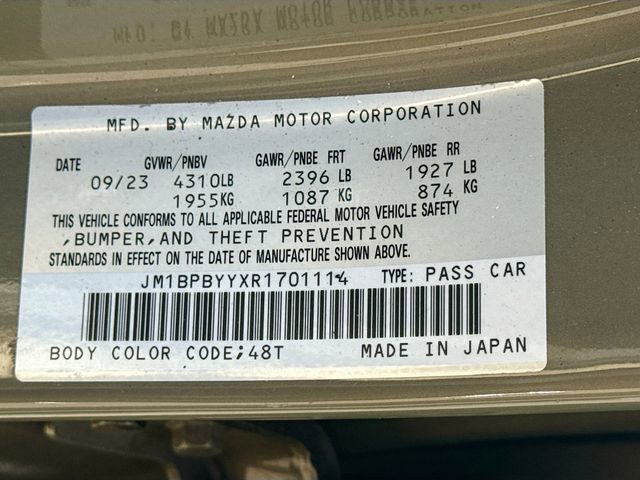 MFD. BY MAZDA MOTOR CORPORATION
DATE GVWR/PNBV GAWR/PNBE FRT GAWR/PNBE RR
09/23 4310LB 2396 LB 1927 LB
1955KG 1087 KG 874 KG
THIS VEHICLE CONFORMS TO ALL APPLICABLE FEDERAL MOTOR VEHICLE SAFETY
,BUMPER,AND THEFT PREVENTION
STANDARDS IN EFFECT ON THE DATE OF MANUFACTURE SHOWN ABOVE.
JM1BPBYYXR1701114 TYPE: PASS CAR
BODY COLOR CODE;48T MADE IN JAPAN